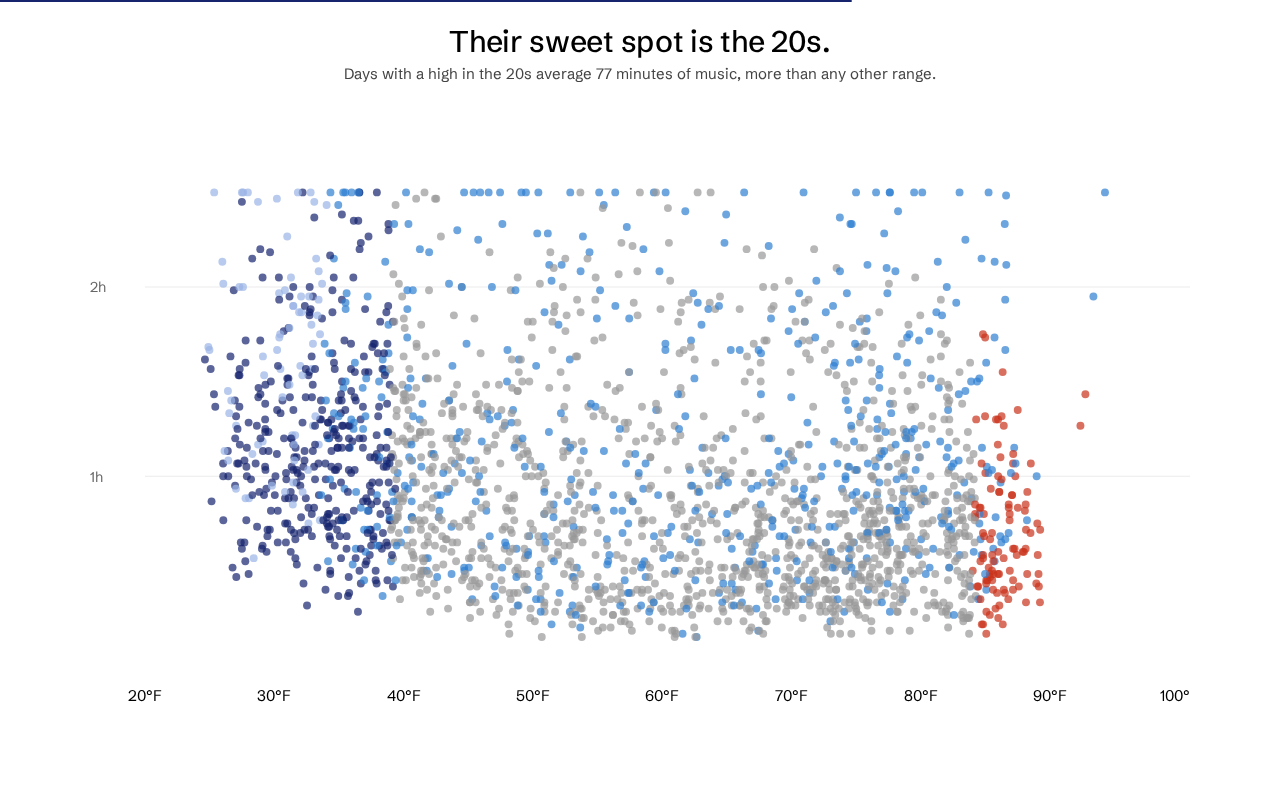 Their sweet spot is the 20s.
Days with a high in the 20s average 77 minutes of music, more than any other range.
2h
1h
20°F 30°F 40°F 50°F 60°F 70°F 80°F 90°F 100°